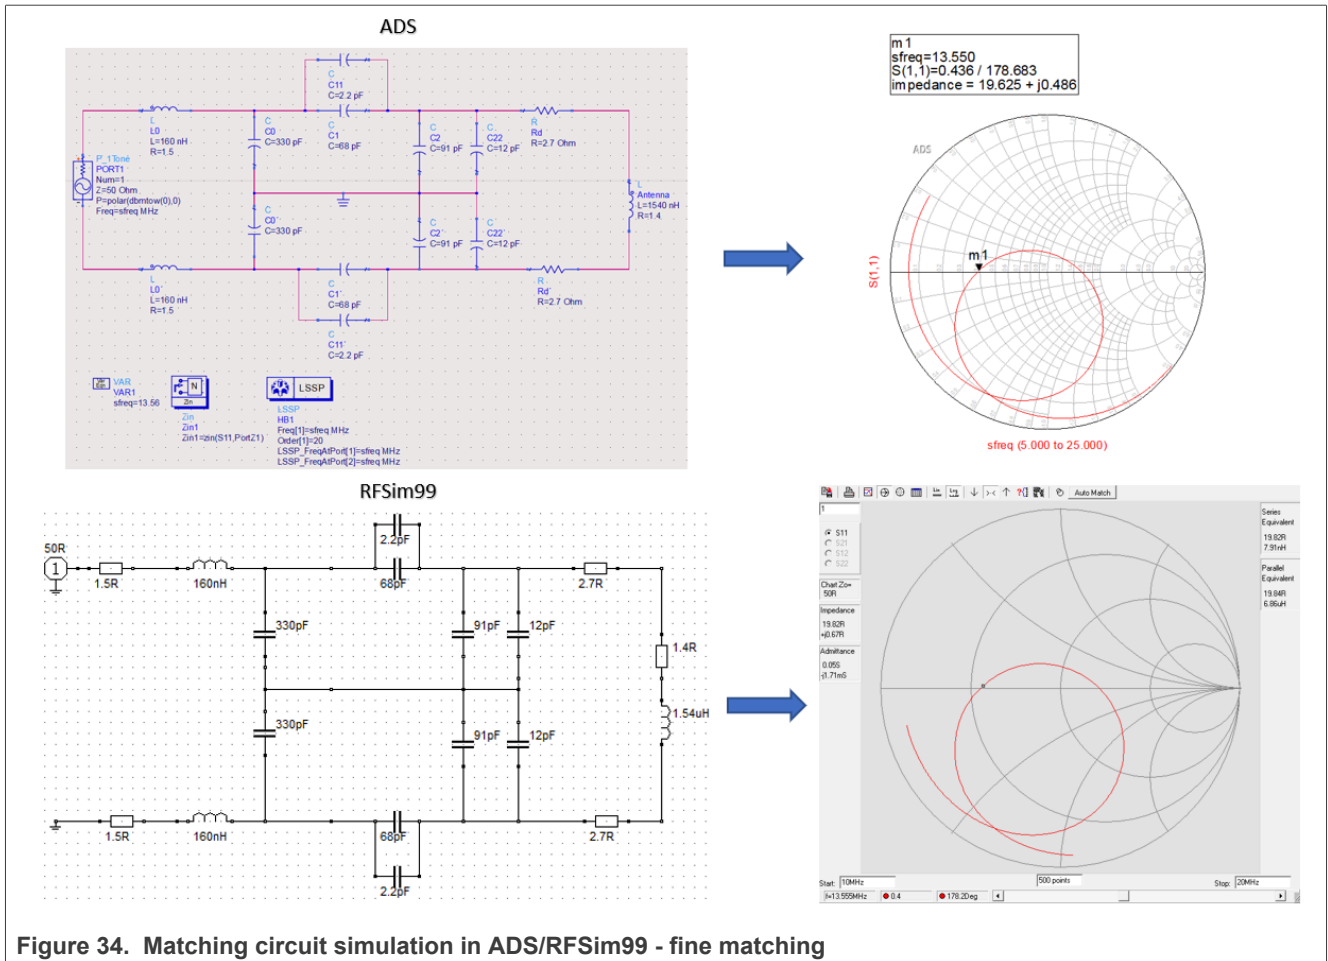 ADS
C
C11
C=2.2 pF
L
L0
L=160 nH
R=1.5
C
C0
C=330 pF
C
C1
C=68 pF
C
C2
C=91 pF
C
C22
C=12 pF
R
Rd
R=2.7 Ohm
P_1Tone
PORT1
Num=1
Z=50 Ohm
P=polar(dbmtow(0),0)
Freq=sfreq MHz
L
Antenna
L=1540 nH
R=1.4
C
C0`
C=330 pF
C
C2`
C=91 pF
C
C22`
C=12 pF
L
L0`
L=160 nH
R=1.5
C
C1`
C=68 pF
R
Rd`
R=2.7 Ohm
C
C11`
C=2.2 pF
VAR
VAR1
sfreq=13.56
N
Zin
Zin
Zin1
Zin1=zin(S11,PortZ1)
LSSP
LSSP
HB1
Freq[1]=sfreq MHz
Order[1]=20
LSSP_FreqAtPort[1]=sfreq MHz
LSSP_FreqAtPort[2]=sfreq MHz
m1
sfreq=13.550
S(1,1)=0.436 / 178.683
impedance = 19.625 + j0.486
ADS
m1
S(1,1)
sfreq (5.000 to 25.000)
RFSim99
50R
1
1.5R
160nH
2.2pF
68pF
2.7R
330pF
91pF
12pF
1.4R
1.54uH
330pF
91pF
12pF
1.5R
160nH
68pF
2.7R
2.2pF
Auto Match
1
S11
S21
S12
S22
Chart Zo=
50R
Impedance
19.82R
+j0.67R
Admittance
0.05S
-j1.71mS
Series
Equivalent
19.82R
7.91nH
Parallel
Equivalent
19.84R
6.86uH
Start: 10MHz
500 points
Stop: 20MHz
f=13.555MHz
0.4
178.2Deg
Figure 34. Matching circuit simulation in ADS/RFSim99 - fine matching